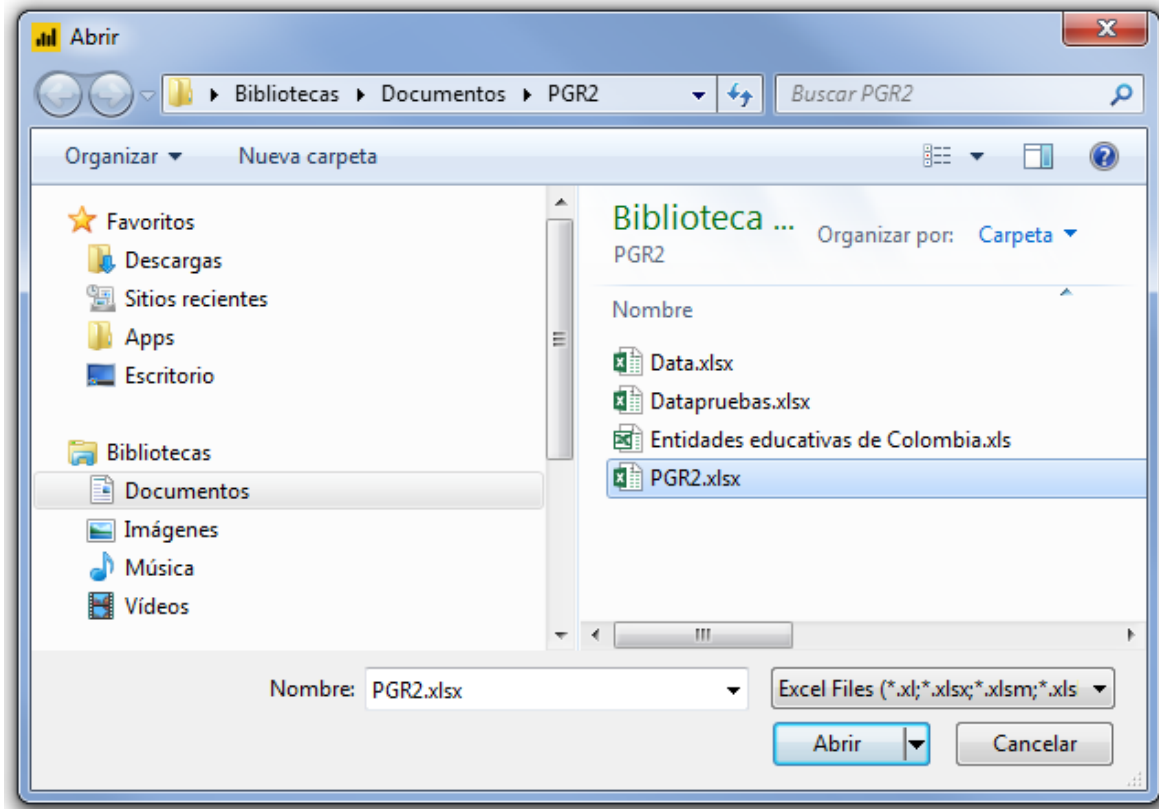 Abrir
Bibliotecas Documentos PGR2
Buscar PGR2
Organizar Nueva carpeta
Favoritos
Descargas
Sitios recientes
Apps
Escritorio
Bibliotecas
Documentos
Imágenes
Música
Vídeos
Biblioteca ...
PGR2
Organizar por: Carpeta
Nombre
Data.xlsx
Datapruebas.xlsx
Entidades educativas de Colombia.xls
PGR2.xlsx
Nombre: PGR2.xlsx
Excel Files (*.xl;*.xlsx;*.xlsm;*.xls
Abrir Cancelar